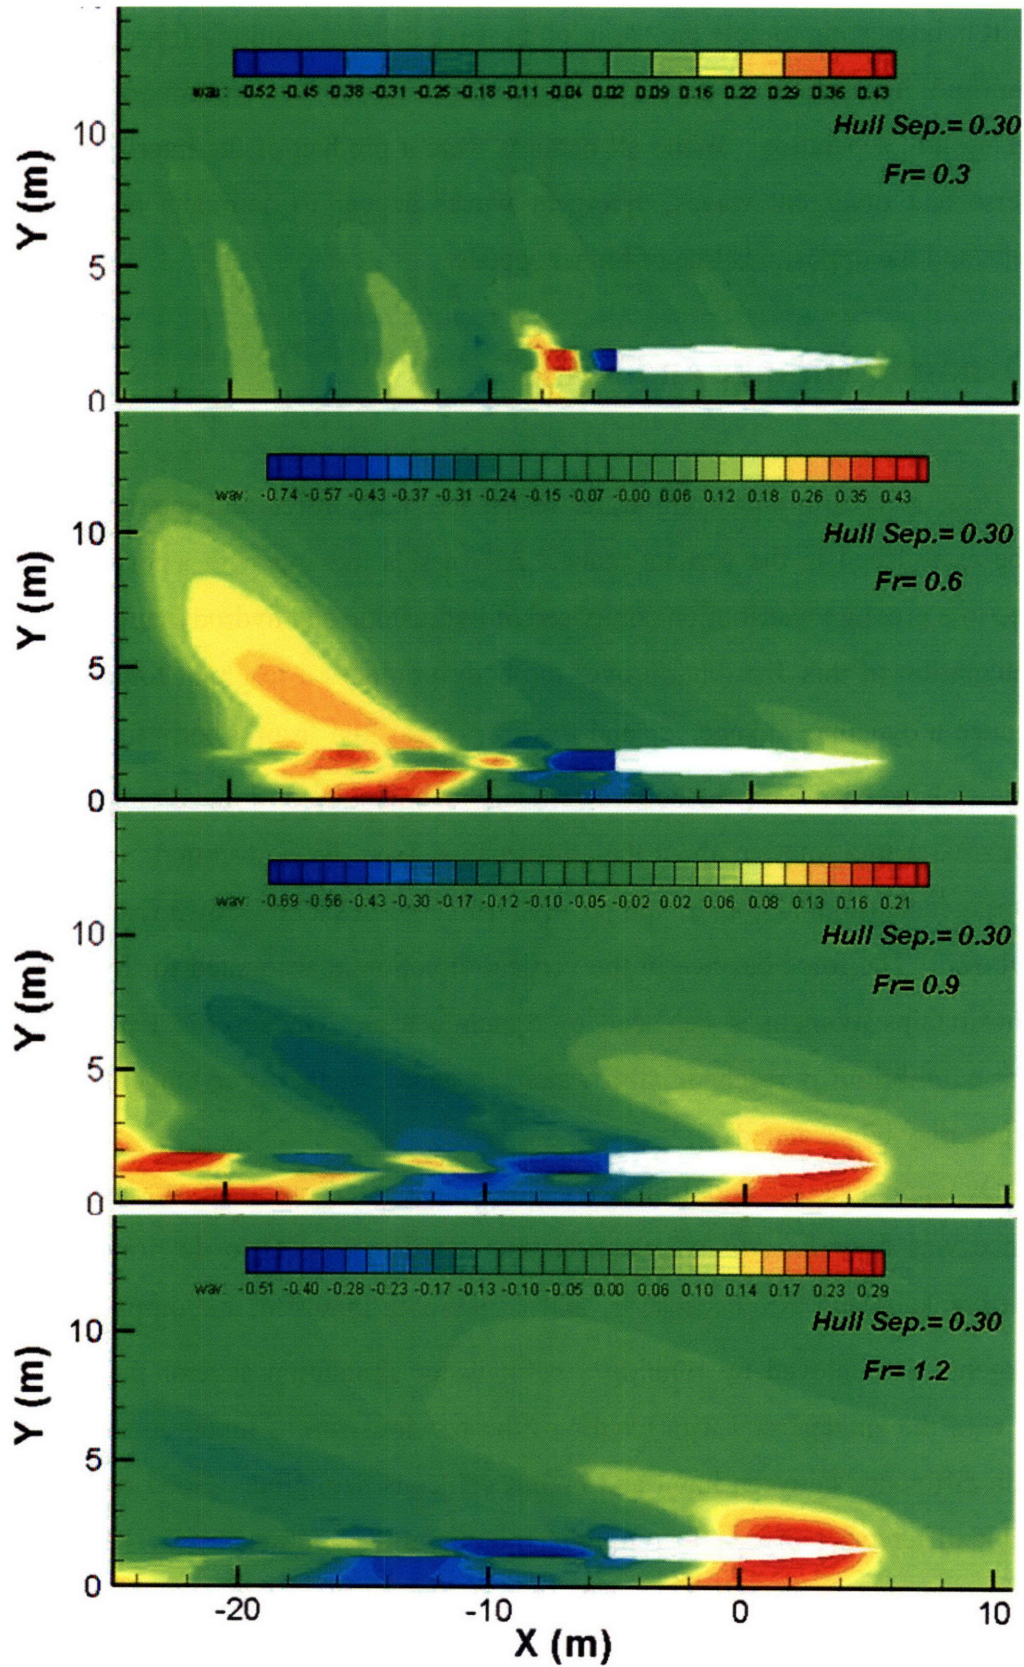 wav: -0.52 -0.45 -0.38 -0.31 -0.25 -0.18 -0.11 -0.04 0.02 0.09 0.16 0.22 0.29 0.36 0.43
Hull Sep.= 0.30
Fr= 0.3
Y (m)
10
5
0
wav: -0.74 -0.57 -0.43 -0.37 -0.31 -0.24 -0.15 -0.07 -0.00 0.06 0.12 0.18 0.26 0.35 0.43
Hull Sep.= 0.30
Fr= 0.6
Y (m)
10
5
0
wav: -0.69 -0.56 -0.43 -0.30 -0.17 -0.12 -0.10 -0.05 -0.02 0.02 0.06 0.08 0.13 0.16 0.21
Hull Sep.= 0.30
Fr= 0.9
Y (m)
10
5
0
wav: -0.51 -0.40 -0.28 -0.23 -0.17 -0.13 -0.10 -0.05 0.00 0.06 0.10 0.14 0.17 0.23 0.29
Hull Sep.= 0.30
Fr= 1.2
Y (m)
10
5
0
-20 -10 0 10
X (m)